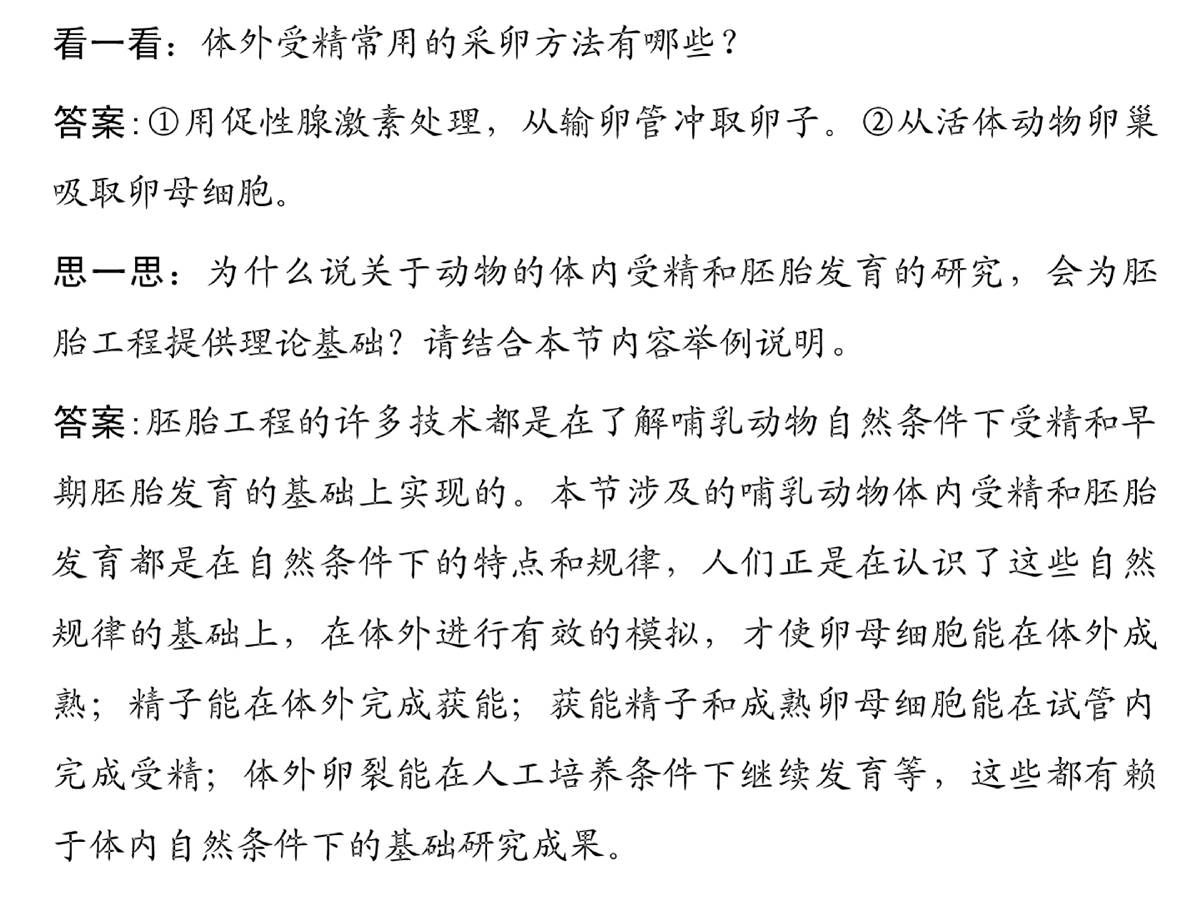 看一看：体外受精常用的采卵方法有哪些？
答案:①用促性腺激素处理，从输卵管冲取卵子。②从活体动物卵巢
吸取卵母细胞。
思一思：为什么说关于动物的体内受精和胚胎发育的研究，会为胚
胎工程提供理论基础？请结合本节内容举例说明。
答案:胚胎工程的许多技术都是在了解哺乳动物自然条件下受精和早
期胚胎发育的基础上实现的。本节涉及的哺乳动物体内受精和胚胎
发育都是在自然条件下的特点和规律，人们正是在认识了这些自然
规律的基础上，在体外进行有效的模拟，才使卵母细胞能在体外成
熟；精子能在体外完成获能；获能精子和成熟卵母细胞能在试管内
完成受精；体外卵裂能在人工培养条件下继续发育等，这些都有赖
于体内自然条件下的基础研究成果。